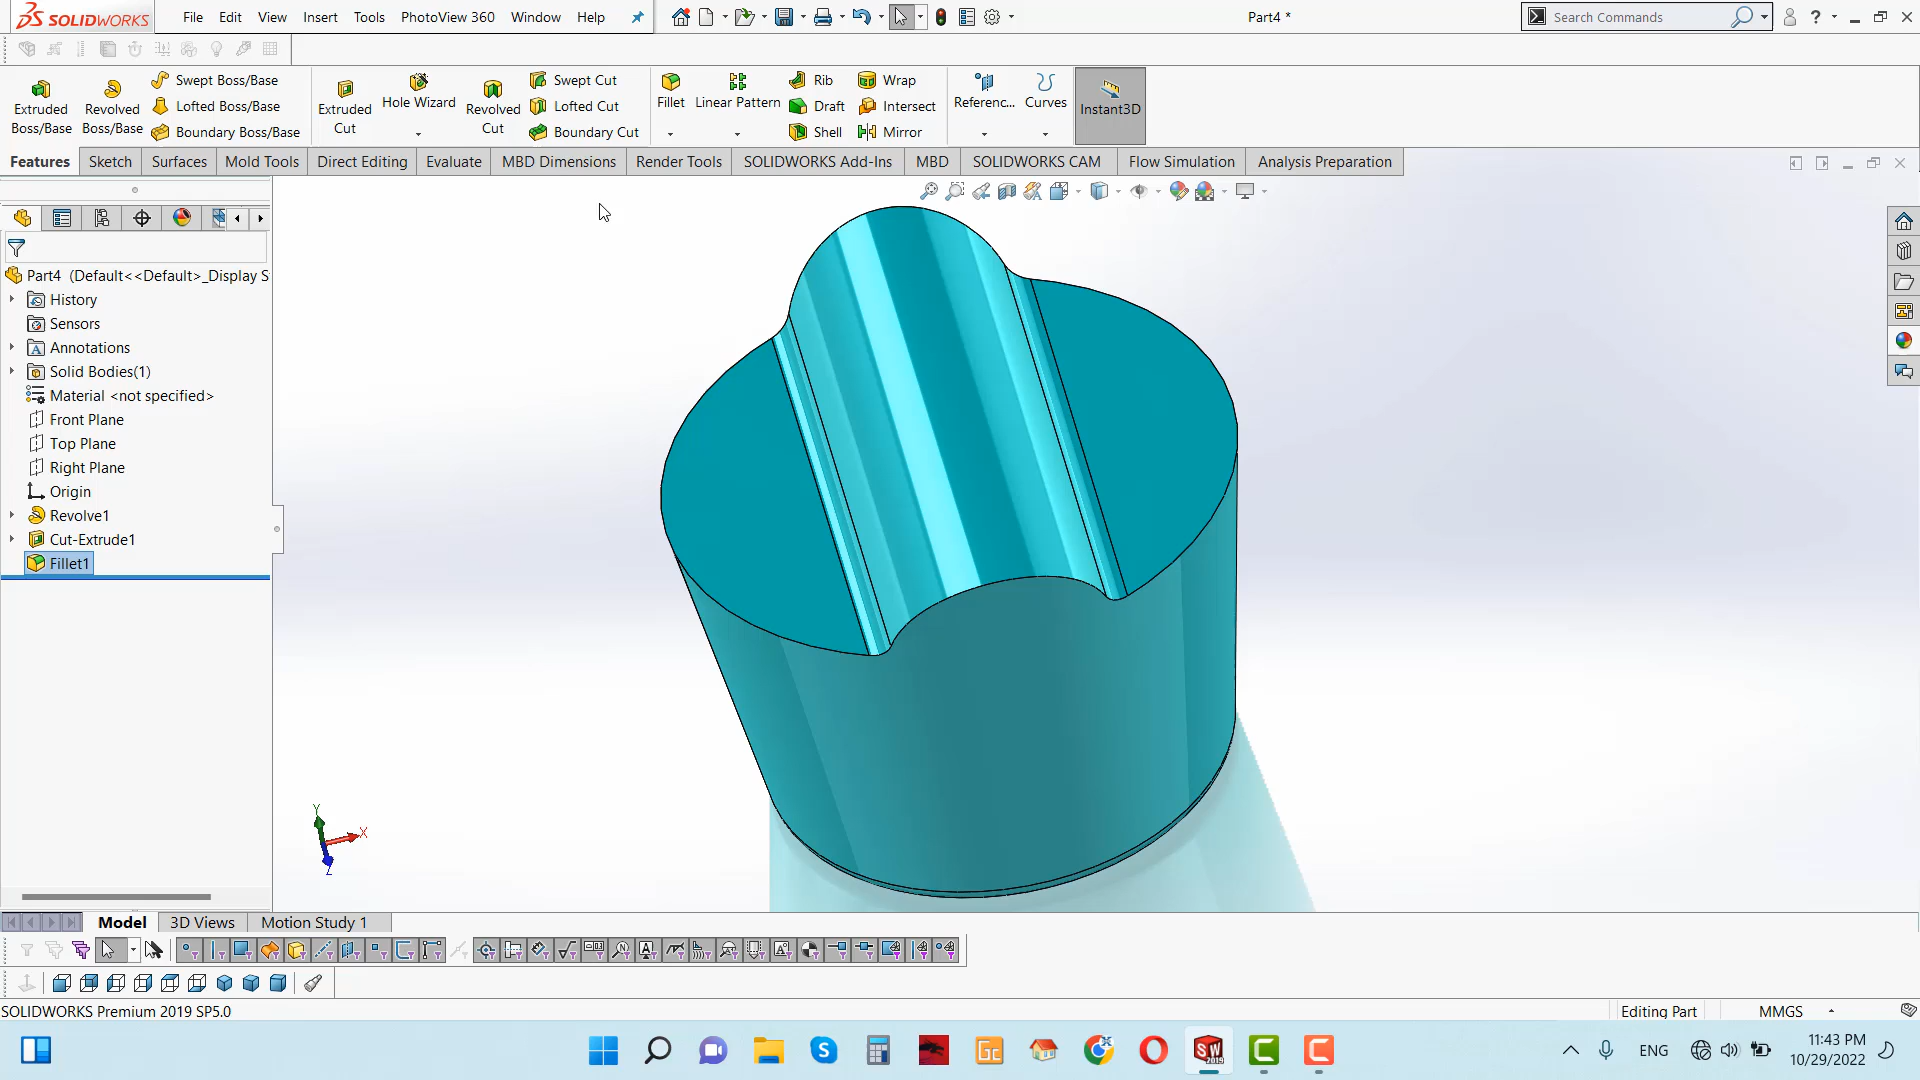 SOLIDWORKS File Edit View Insert Tools PhotoView 360 Window Help Part4 * Search Commands
Extruded Boss/Base
Revolved Boss/Base
Swept Boss/Base
Lofted Boss/Base
Boundary Boss/Base
Extruded Cut
Hole Wizard
Revolved Cut
Swept Cut
Lofted Cut
Boundary Cut
Fillet
Linear Pattern
Rib
Draft
Shell
Wrap
Intersect
Mirror
Referenc...
Curves
Instant3D
Features Sketch Surfaces Mold Tools Direct Editing Evaluate MBD Dimensions Render Tools SOLIDWORKS Add-Ins MBD SOLIDWORKS CAM Flow Simulation Analysis Preparation
Part4 (Default<<Default>_Display S
History
Sensors
Annotations
Solid Bodies(1)
Material <not specified>
Front Plane
Top Plane
Right Plane
Origin
Revolve1
Cut-Extrude1
Fillet1
Y
X
Z
Model 3D Views Motion Study 1
SOLIDWORKS Premium 2019 SP5.0 Editing Part MMGS
ENG 11:43 PM
10/29/2022